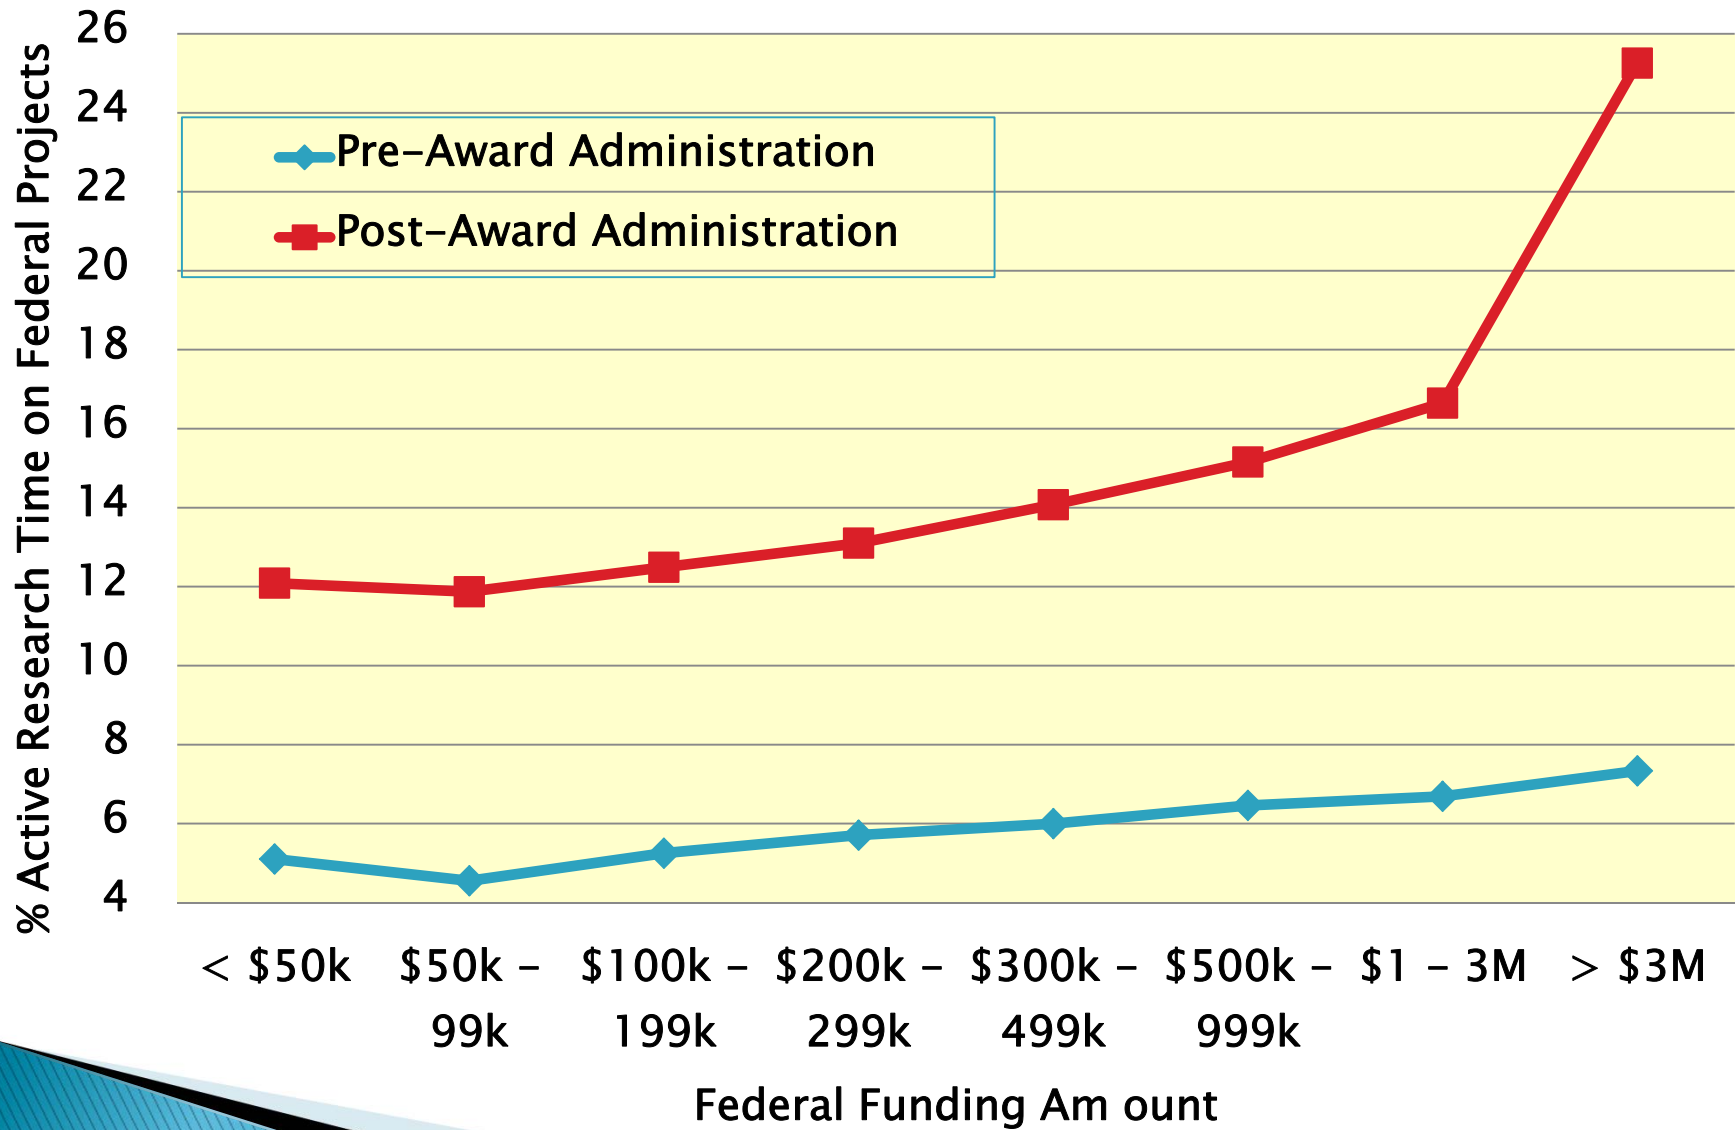 % Active Research Time on Federal Projects
26
24
22
20
18
16
14
12
10
8
6
4
Pre-Award Administration
Post-Award Administration
< $50k
$50k -
99k
$100k -
199k
$200k -
299k
$300k -
499k
$500k -
999k
$1 - 3M
> $3M
Federal Funding Am ount